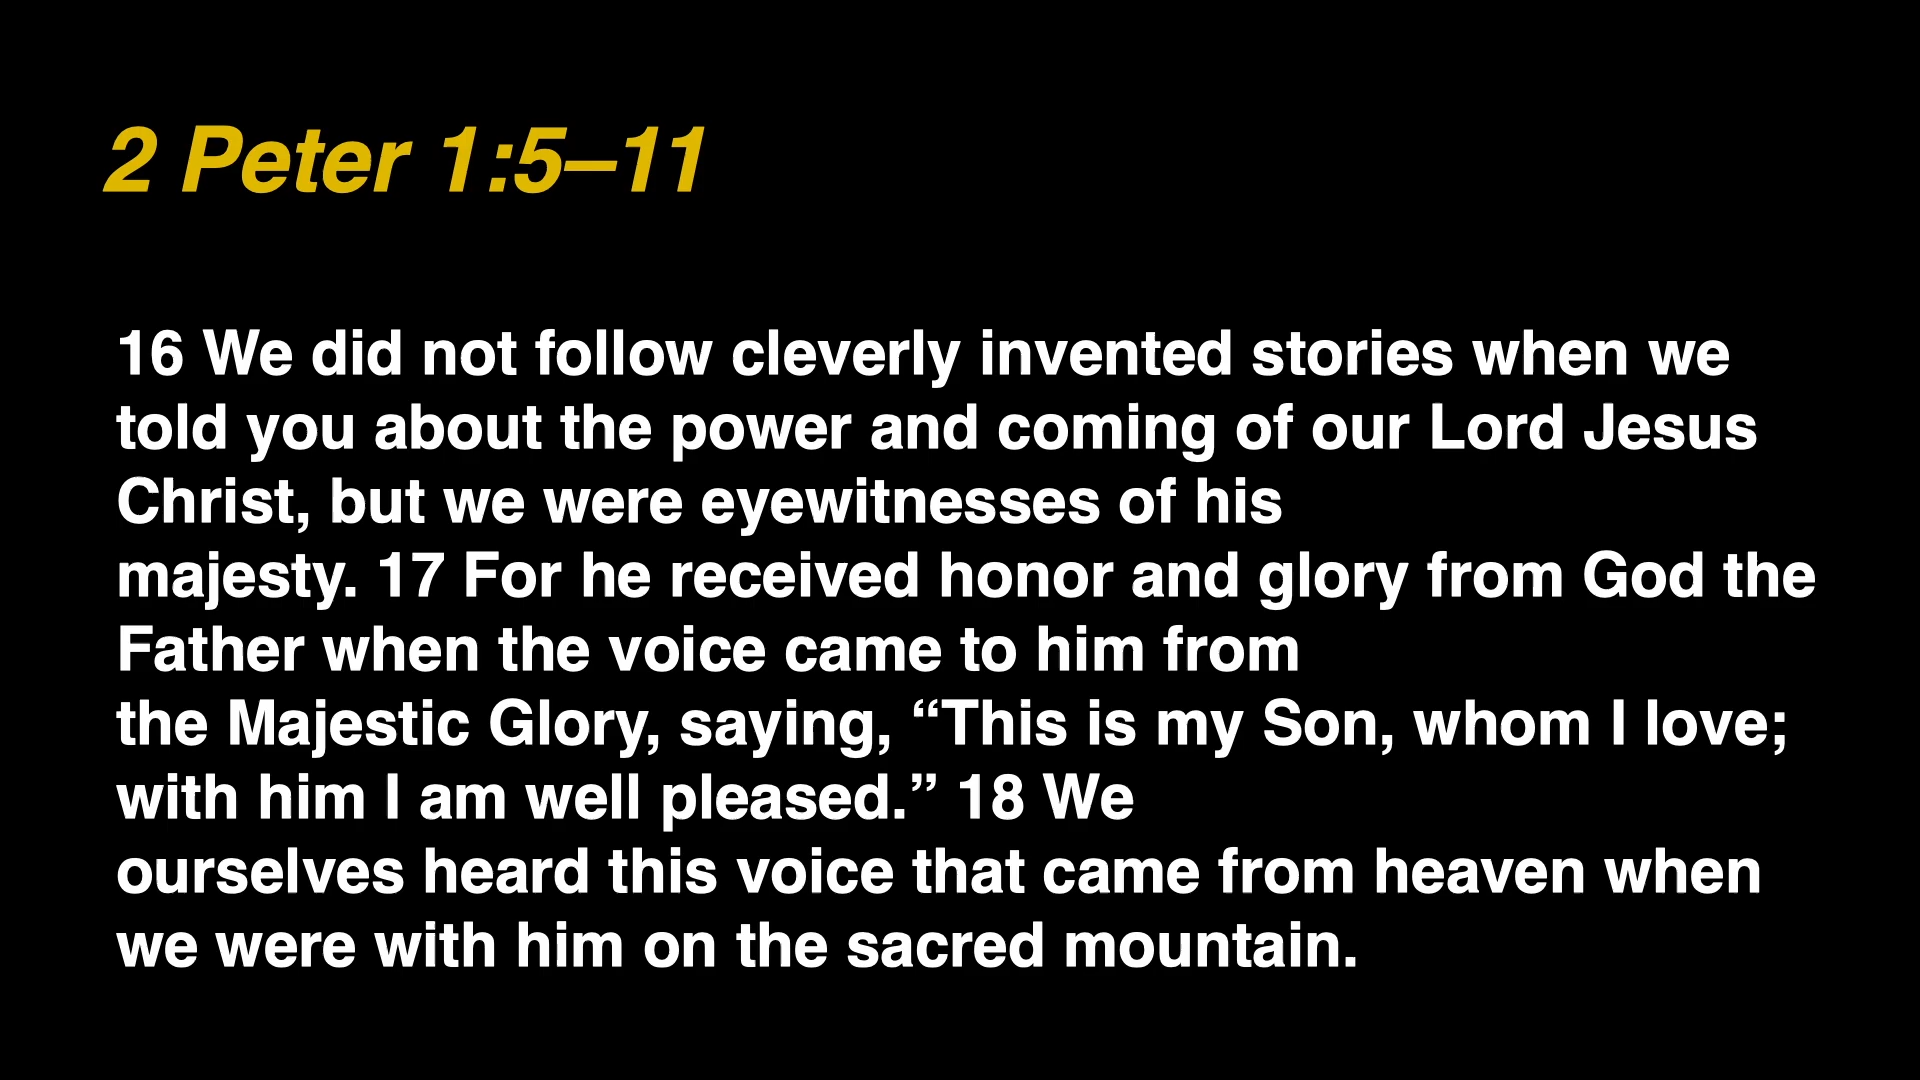 2 Peter 1:5–11
16 We did not follow cleverly invented stories when we
told you about the power and coming of our Lord Jesus
Christ, but we were eyewitnesses of his
majesty. 17 For he received honor and glory from God the
Father when the voice came to him from
the Majestic Glory, saying, “This is my Son, whom I love;
with him I am well pleased.” 18 We
ourselves heard this voice that came from heaven when
we were with him on the sacred mountain.